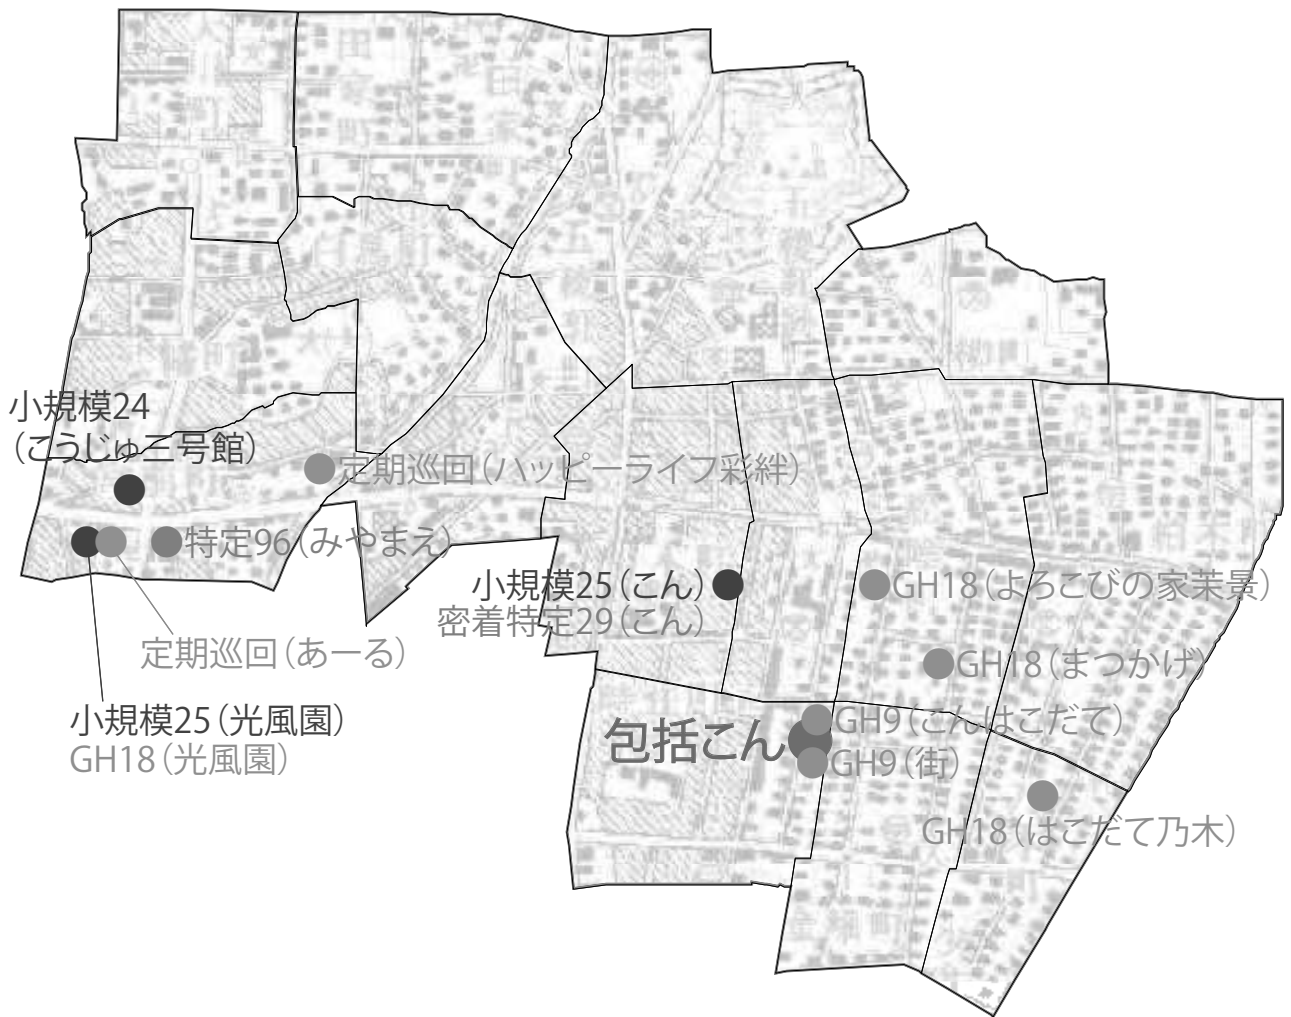 小規模24
（こうじゅ三号館）
定期巡回（ハッピーライフ彩絆）
特定96（みやまえ）
小規模25（こん）
密着特定29（こん）
GH18（よろこびの家茉景）
定期巡回（あーる）
GH18（まつかげ）
小規模25（光風園）
GH18（光風園）
GH9（こんはこだて）
包括こん
GH9（街）
GH18（はこだて乃木）